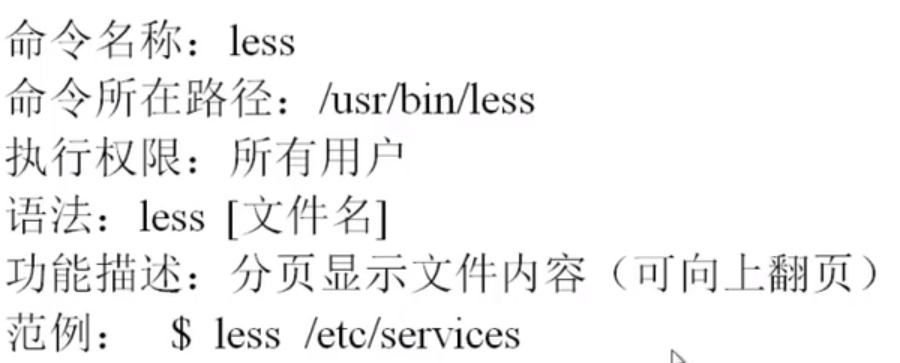 命令名称：less
命令所在路径：/usr/bin/less
执行权限：所有用户
语法：less [文件名]
功能描述：分页显示文件内容（可向上翻页）
范例： $ less /etc/services